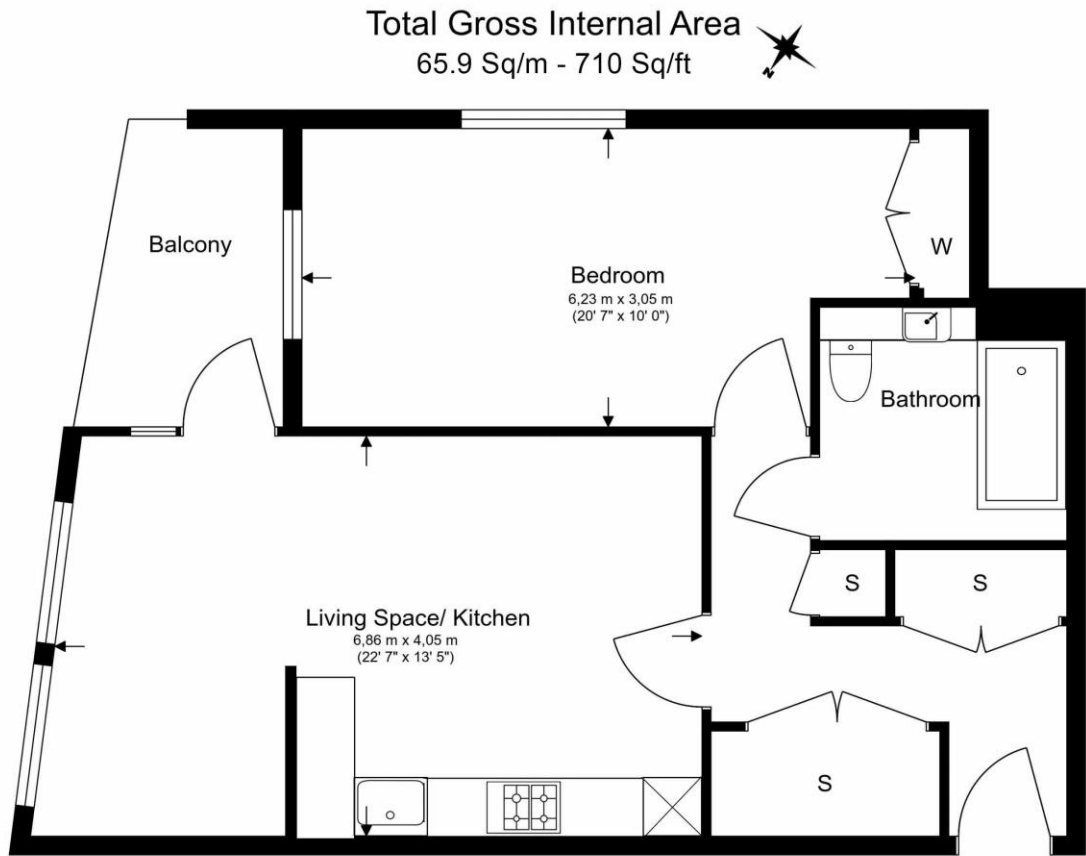 Total Gross Internal Area
65.9 Sq/m - 710 Sq/ft
N
Balcony
Bedroom
6,23 m x 3,05 m
(20' 7" x 10' 0")
W
Bathroom
Living Space/ Kitchen
6,86 m x 4,05 m
(22' 7" x 13' 5")
S
S
S